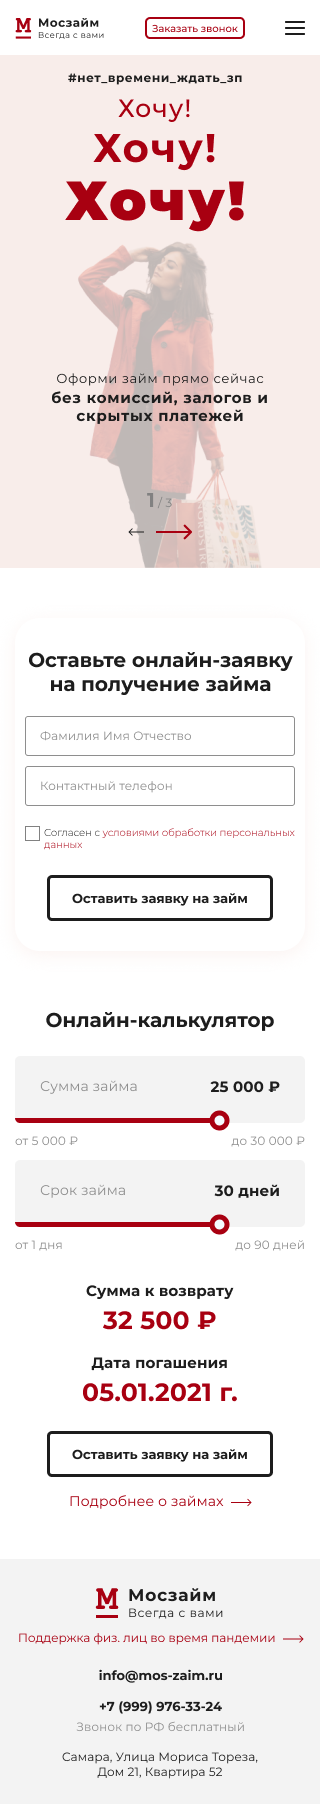 Мосзайм
Всегда с вами
Заказать звонок
#нет_времени_ждать_зп
Хочу!
Хочу!
Хочу!
Оформи займ прямо сейчас
без комиссий, залогов и
скрытых платежей
1 / 3
Оставьте онлайн-заявку
на получение займа
Фамилия Имя Отчество
Контактный телефон
Согласен с условиями обработки персональных
данных
Оставить заявку на займ
Онлайн-калькулятор
Сумма займа 25 000 ₽
от 5 000 ₽ до 30 000 ₽
Срок займа 30 дней
от 1 дня до 90 дней
Сумма к возврату
32 500 ₽
Дата погашения
05.01.2021 г.
Оставить заявку на займ
Подробнее о займах
Мосзайм
Всегда с вами
Поддержка физ. лиц во время пандемии
info@mos-zaim.ru
+7 (999) 976-33-24
Звонок по РФ бесплатный
Самара, Улица Мориса Тореза,
Дом 21, Квартира 52